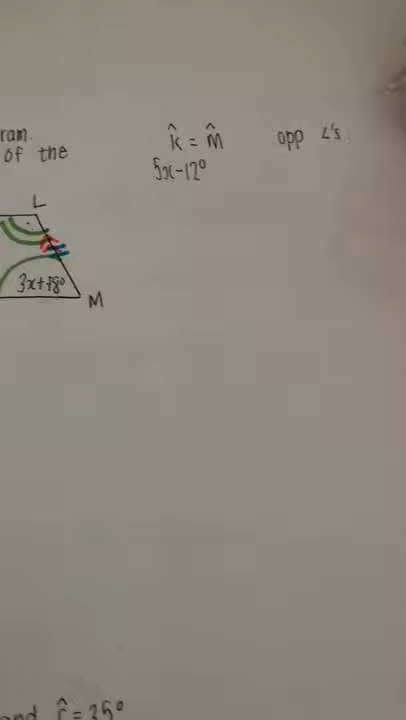 ram.
of the
K̂ = M̂ opp ∠'s
5x-12°
L
3x+18°
M
and Ĉ = 35°